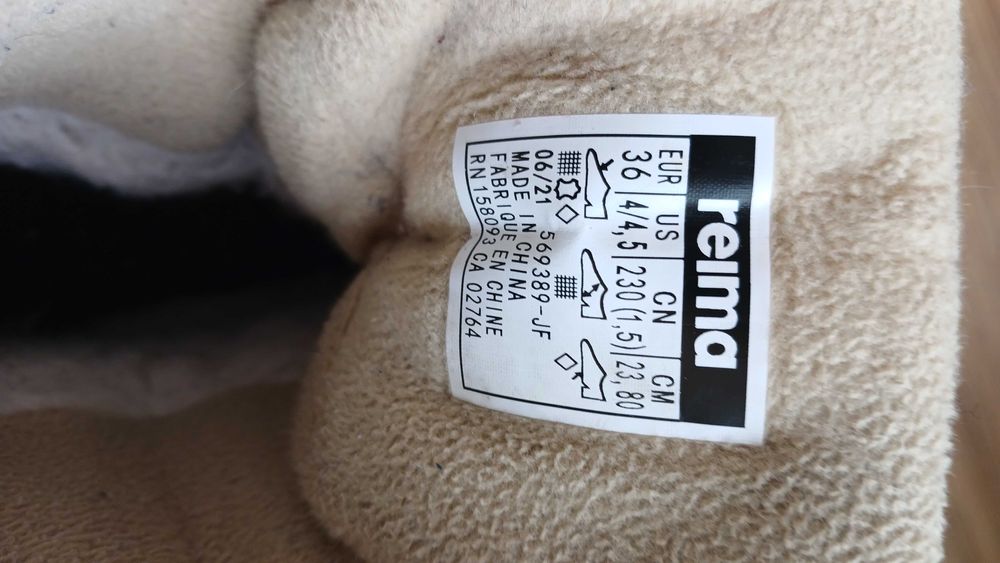 reima
EUR US CN CM
36 4/4,5 230(1,5) 23,80
06/21 569389-JF
MADE IN CHINA
FABRIQUE EN CHINE
RN 158093 CA 02764